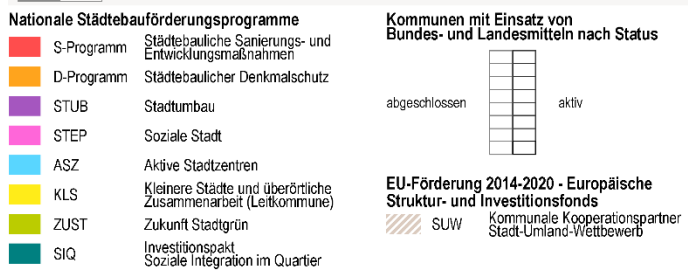 Nationale Städtebauförderungsprogramme
S-Programm Städtebauliche Sanierungs- und
Entwicklungsmaßnahmen
D-Programm Städtebaulicher Denkmalschutz
STUB Stadtumbau
STEP Soziale Stadt
ASZ Aktive Stadtzentren
KLS Kleinere Städte und überörtliche
Zusammenarbeit (Leitkommune)
ZUST Zukunft Stadtgrün
SIQ Investitionspakt
Soziale Integration im Quartier
Kommunen mit Einsatz von
Bundes- und Landesmitteln nach Status
abgeschlossen aktiv
EU-Förderung 2014-2020 - Europäische
Struktur- und Investitionsfonds
SUW Kommunale Kooperationspartner
Stadt-Umland-Wettbewerb